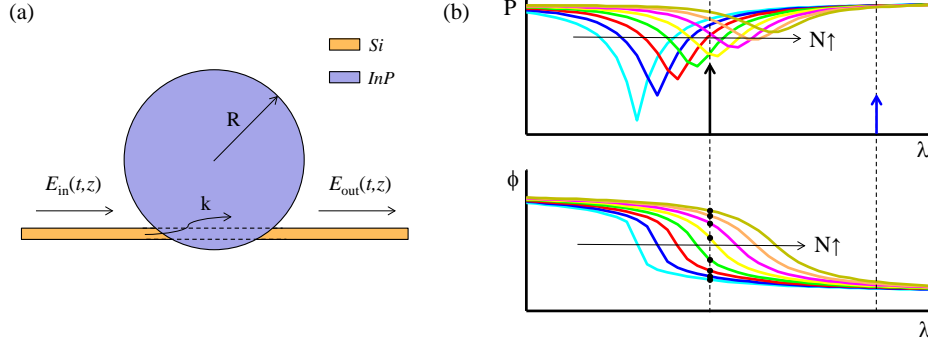 (a)
Si
InP
R
E_in(t,z)
E_out(t,z)
k
(b)
P
N↑
λ
ϕ
N↑
λ